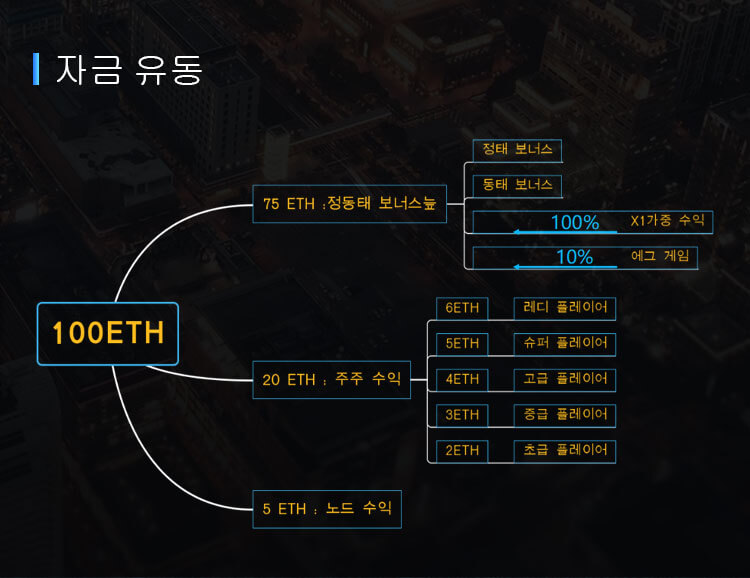 자금 유동
정태 보너스
동태 보너스
75 ETH :정동태 보너스늪
100% X1가중 수익
10% 에그 게임
100ETH
6ETH 레디 플레이어
5ETH 슈퍼 플레이어
20 ETH : 주주 수익
4ETH 고급 플레이어
3ETH 중급 플레이어
2ETH 초급 플레이어
5 ETH : 노드 수익